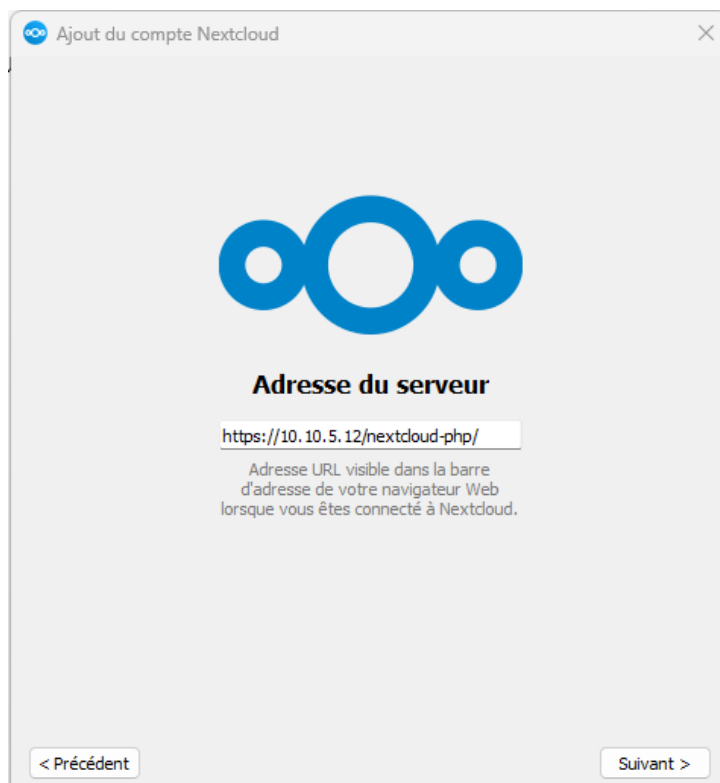 Ajout du compte Nextcloud
Adresse du serveur
https://10.10.5.12/nextcloud-php/
Adresse URL visible dans la barre
d'adresse de votre navigateur Web
lorsque vous êtes connecté à Nextcloud.
< Précédent
Suivant >